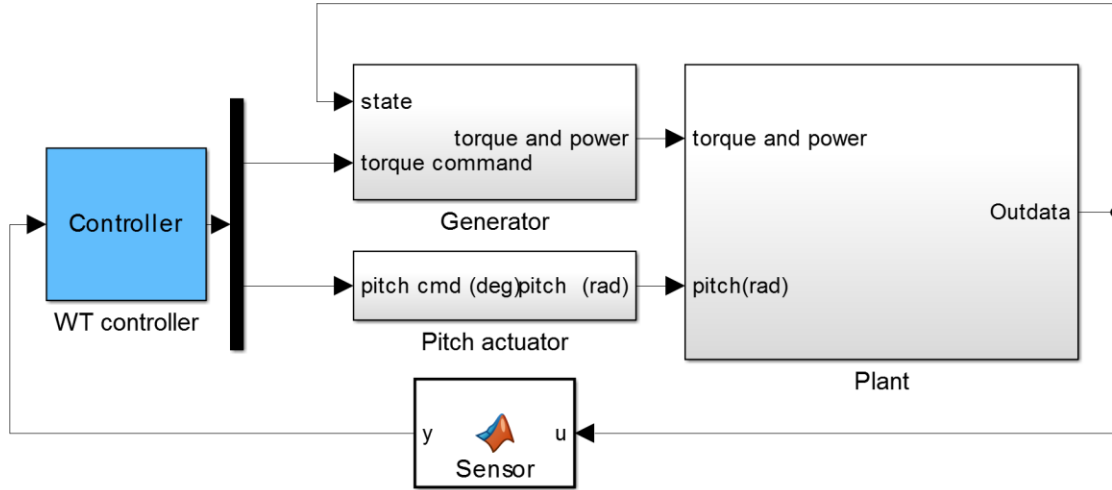 state
torque and power
torque command
Generator
torque and power
Outdata
pitch(rad)
Plant
Controller
WT controller
pitch cmd (deg)
pitch (rad)
Pitch actuator
y
u
Sensor